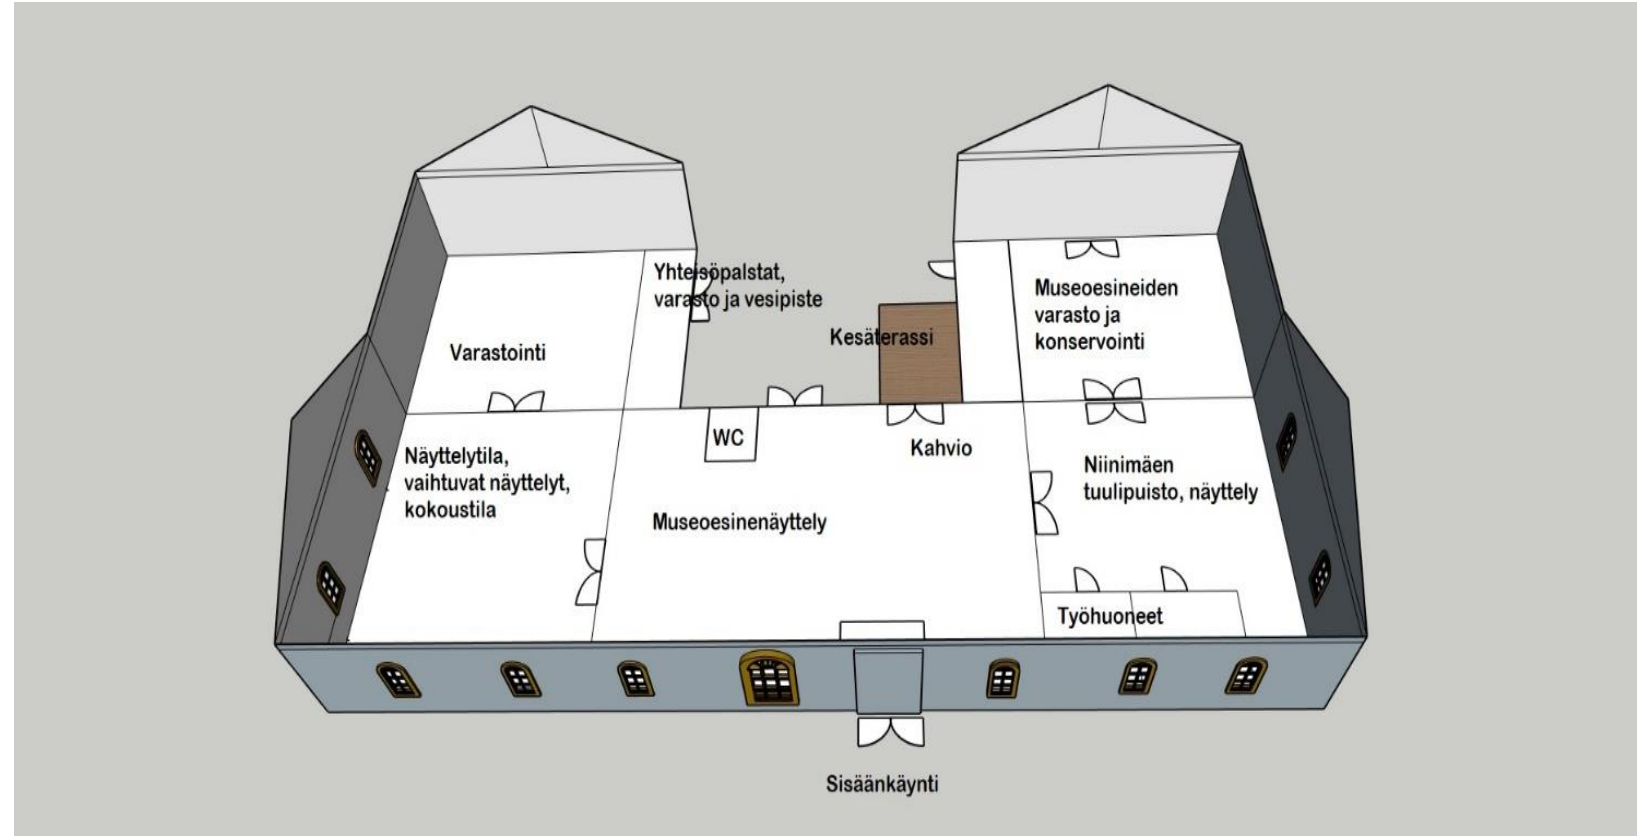 Yhteisöpalstat,
varasto ja vesipiste
Museoesineiden
varasto ja
konservointi
Kesäterassi
Varastointi
WC
Kahvio
Näyttelytila,
vaihtuvat näyttelyt,
kokoustila
Niinimäen
tuulipuisto, näyttely
Museoesinenäyttely
Työhuoneet
Sisäänkäynti